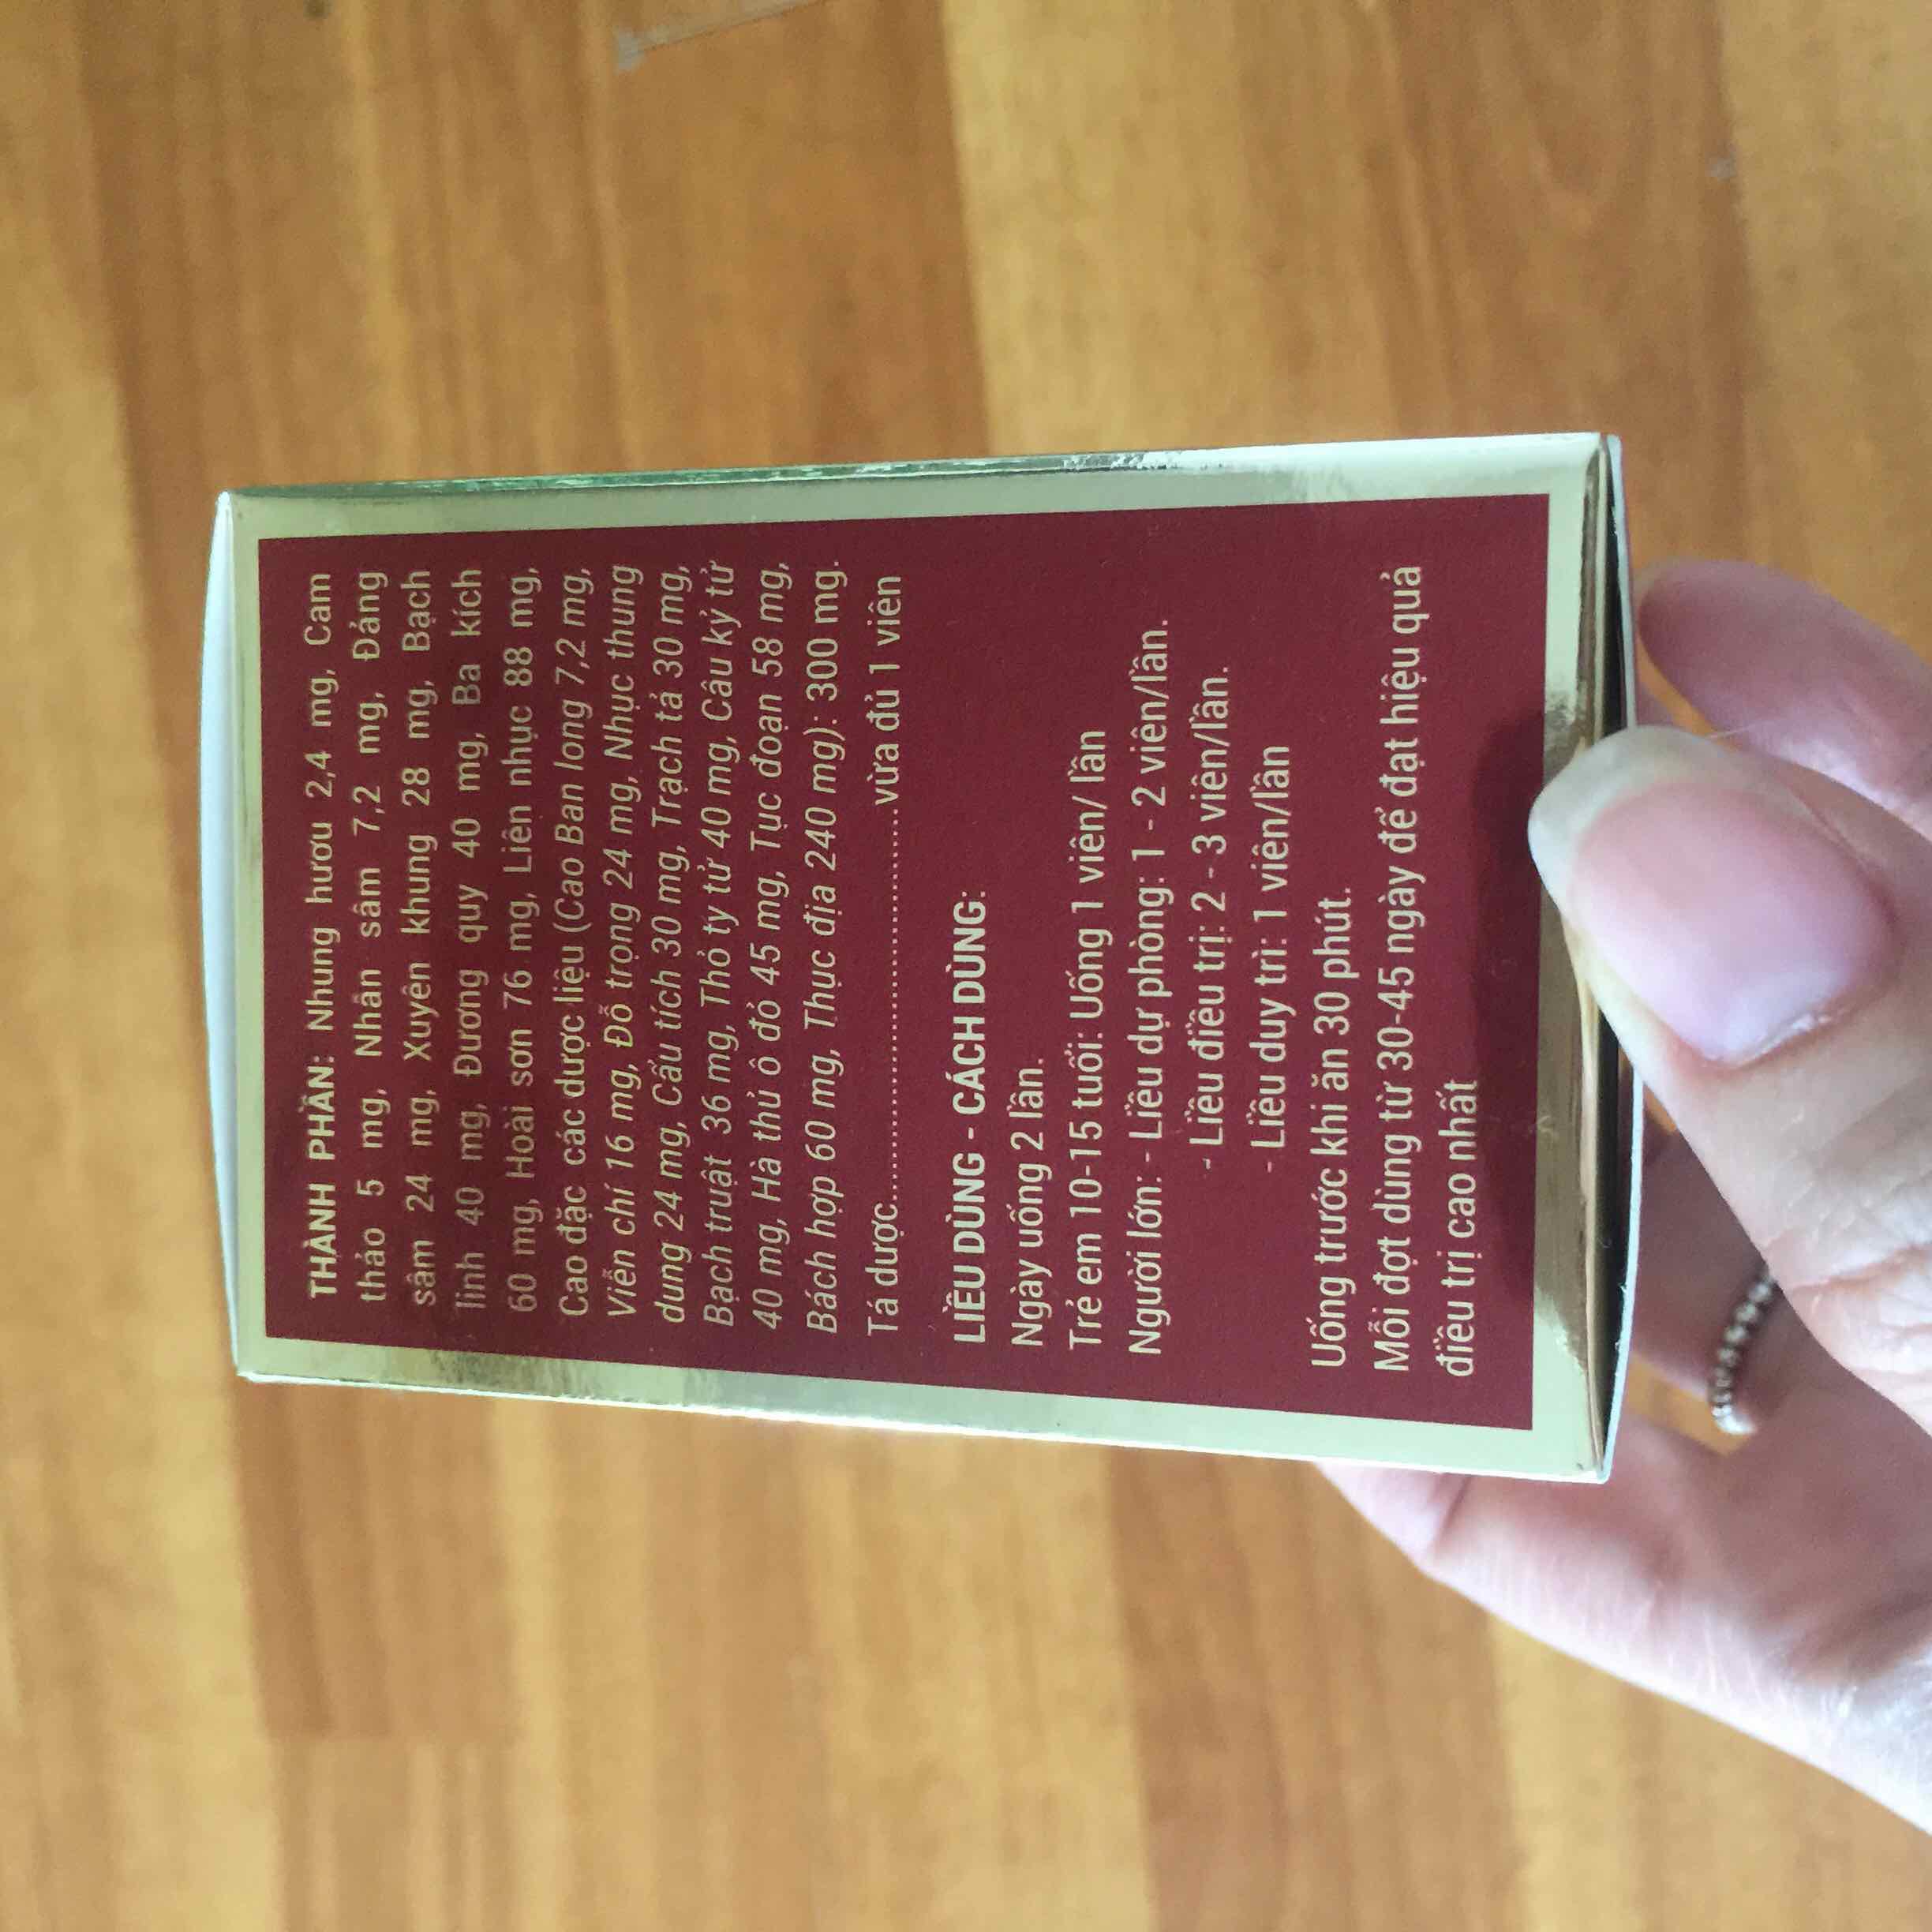 THÀNH PHẦN: Nhung hươu 2,4 mg, Cam
thảo 5 mg, Nhân sâm 7,2 mg, Đảng
sâm 24 mg, Xuyên khung 28 mg, Bạch
linh 40 mg, Đương quy 40 mg, Ba kích
60 mg, Hoài sơn 76 mg, Liên nhục 88 mg,
Cao đặc các dược liệu (Cao Ban long 7,2 mg,
Viễn chí 16 mg, Đỗ trọng 24 mg, Nhục thung
dung 24 mg, Cẩu tích 30 mg, Trạch tả 30 mg,
Bạch truật 36 mg, Thỏ ty tử 40 mg, Câu kỷ tử
40 mg, Hà thủ ô đỏ 45 mg, Tục đoạn 58 mg,
Bách hợp 60 mg, Thục địa 240 mg): 300 mg.
Tá dược..........................................vừa đủ 1 viên
LIỀU DÙNG - CÁCH DÙNG:
Ngày uống 2 lần.
Trẻ em 10-15 tuổi: Uống 1 viên/ lần
Người lớn: - Liều dự phòng: 1 - 2 viên/lần.
- Liều điều trị: 2 - 3 viên/lần.
- Liều duy trì: 1 viên/lần
Uống trước khi ăn 30 phút.
Mỗi đợt dùng từ 30-45 ngày để đạt hiệu quả
điều trị cao nhất